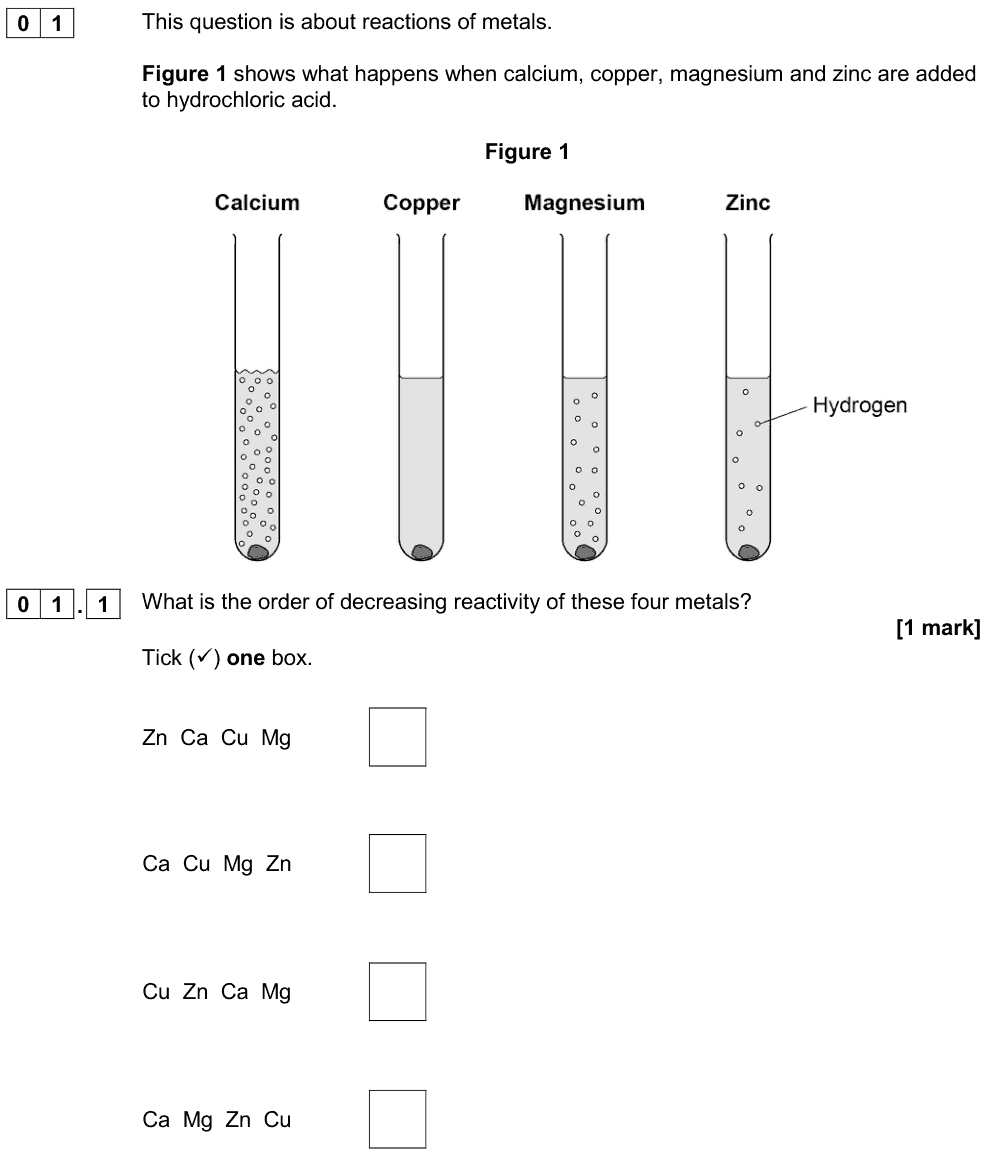 0 1 This question is about reactions of metals.
Figure 1 shows what happens when calcium, copper, magnesium and zinc are added
to hydrochloric acid.
Figure 1
Calcium Copper Magnesium Zinc
Hydrogen
0 1 . 1 What is the order of decreasing reactivity of these four metals?
[1 mark]
Tick (✓) one box.
Zn Ca Cu Mg
Ca Cu Mg Zn
Cu Zn Ca Mg
Ca Mg Zn Cu